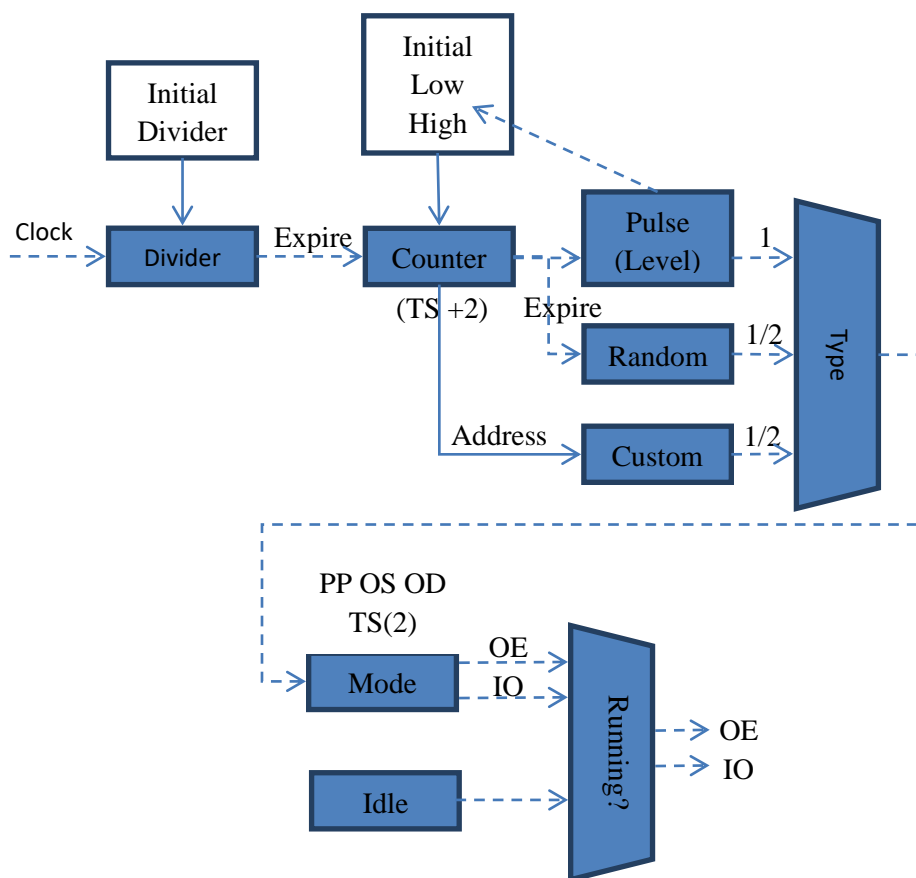 Initial
Divider
Initial
Low
High
Clock
Divider
Expire
Counter
(TS +2)
Expire
Pulse
(Level)
1
Random
1/2
Address
Custom
1/2
Type
PP OS OD
TS(2)
Mode
OE
IO
Idle
Running?
OE
IO